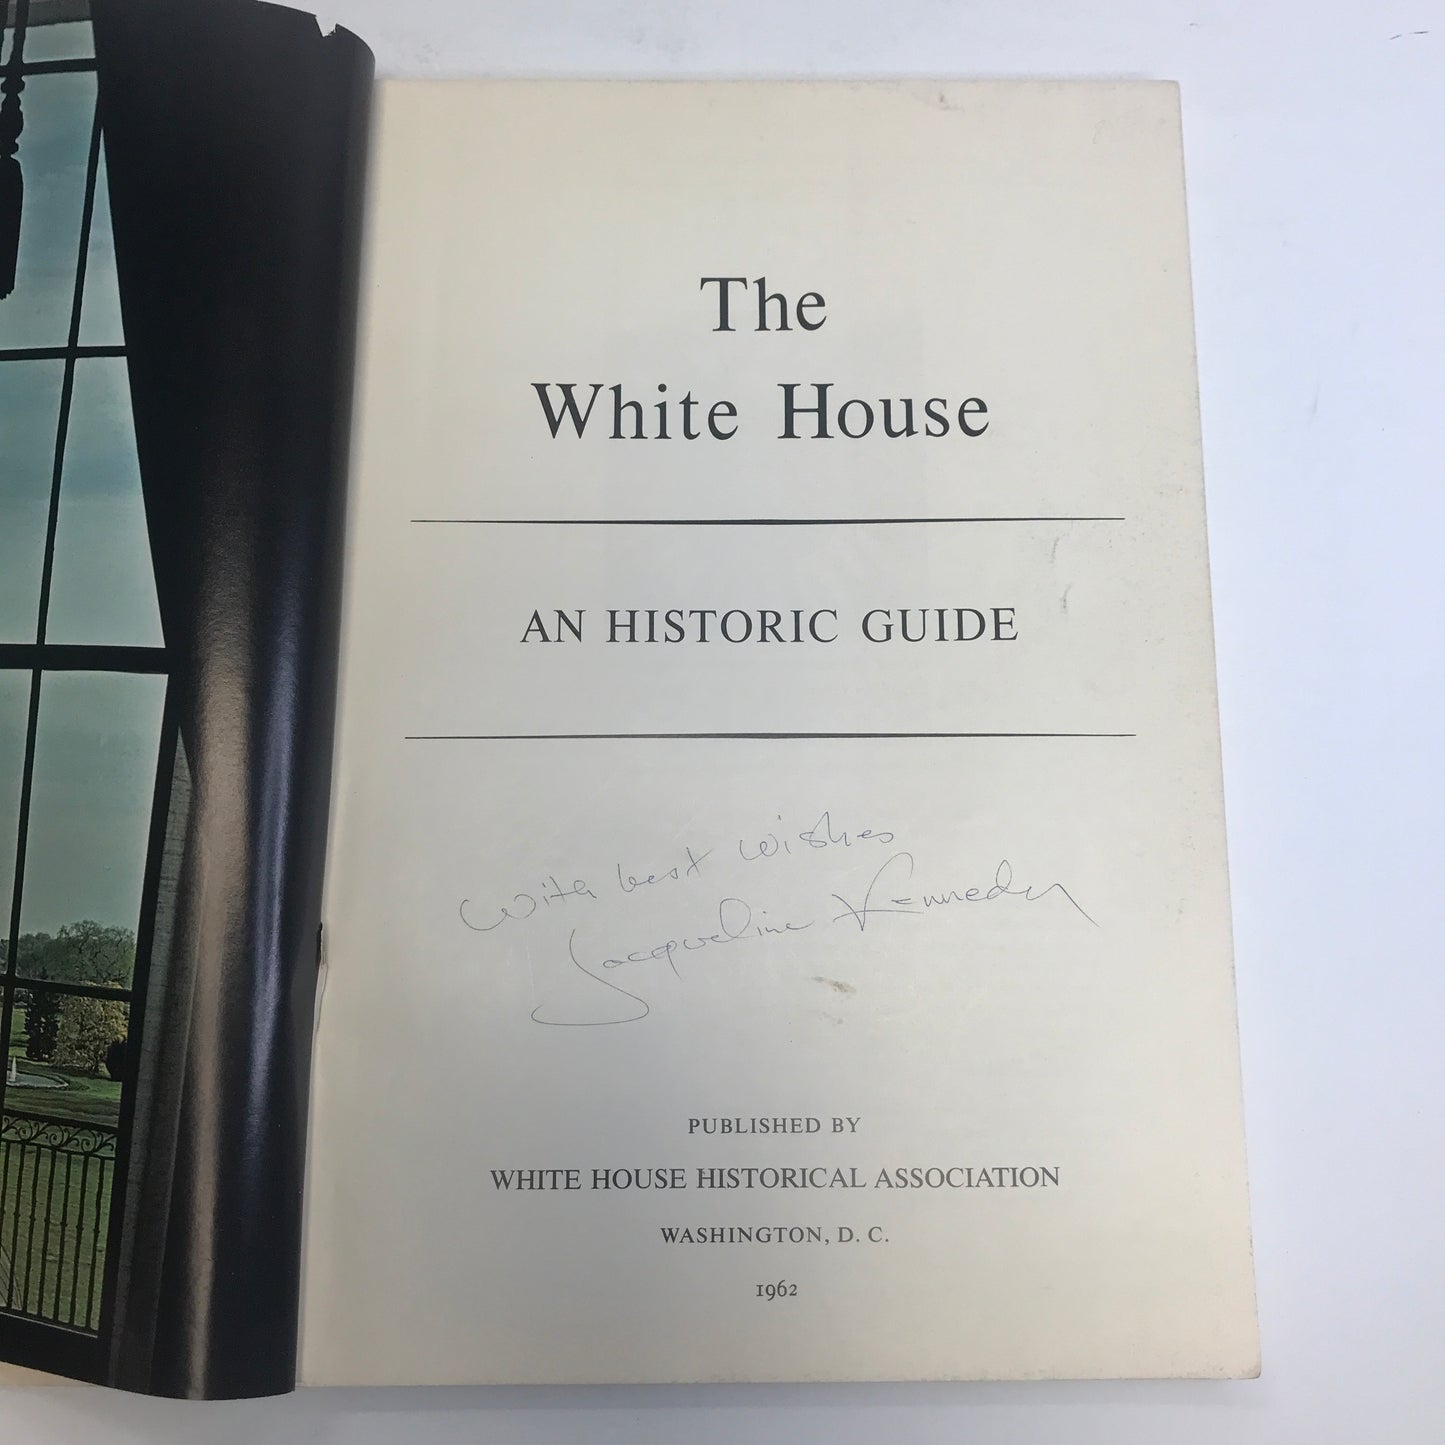 The
White House
AN HISTORIC GUIDE
With best wishes
Jacqueline Kennedy
PUBLISHED BY
WHITE HOUSE HISTORICAL ASSOCIATION
WASHINGTON, D. C.
1962